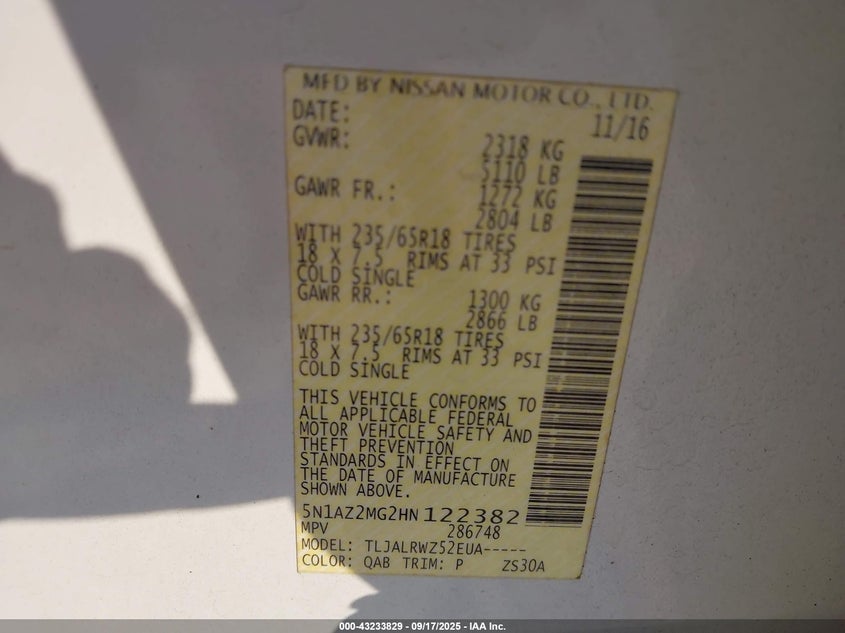 MFD BY NISSAN MOTOR CO., LTD.
DATE: 11/16
GVWR: 2318 KG
5110 LB
GAWR FR.: 1272 KG
2804 LB
WITH 235/65R18 TIRES
18 X 7.5 RIMS AT 33 PSI
COLD SINGLE
GAWR RR.: 1300 KG
2866 LB
WITH 235/65R18 TIRES
18 X 7.5 RIMS AT 33 PSI
COLD SINGLE
THIS VEHICLE CONFORMS TO
ALL APPLICABLE FEDERAL
MOTOR VEHICLE SAFETY AND
THEFT PREVENTION
STANDARDS IN EFFECT ON
THE DATE OF MANUFACTURE
SHOWN ABOVE.
5N1AZ2MG2HN122382
MPV 286748
MODEL: TLJALRWZ52EUA-----
COLOR: QAB TRIM: P ZS30A
000-43233829 - 09/17/2025 - IAA Inc.